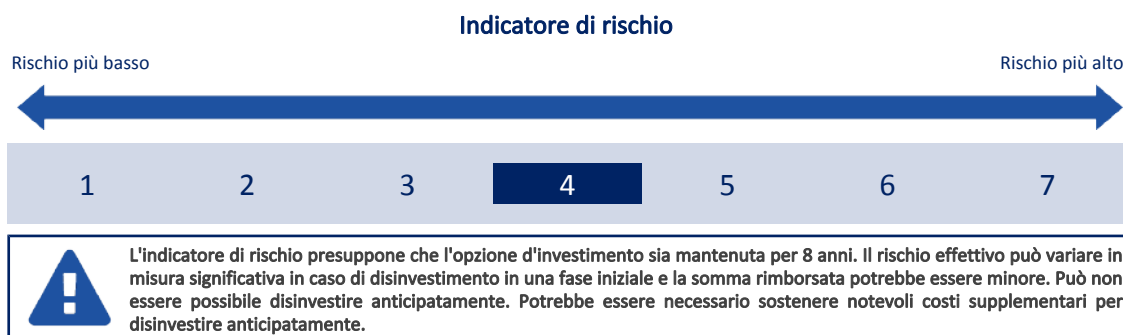 Indicatore di rischio
Rischio più basso
Rischio più alto
1 2 3 4 5 6 7
L'indicatore di rischio presuppone che l'opzione d'investimento sia mantenuta per 8 anni. Il rischio effettivo può variare in
misura significativa in caso di disinvestimento in una fase iniziale e la somma rimborsata potrebbe essere minore. Può non
essere possibile disinvestire anticipatamente. Potrebbe essere necessario sostenere notevoli costi supplementari per
disinvestire anticipatamente.